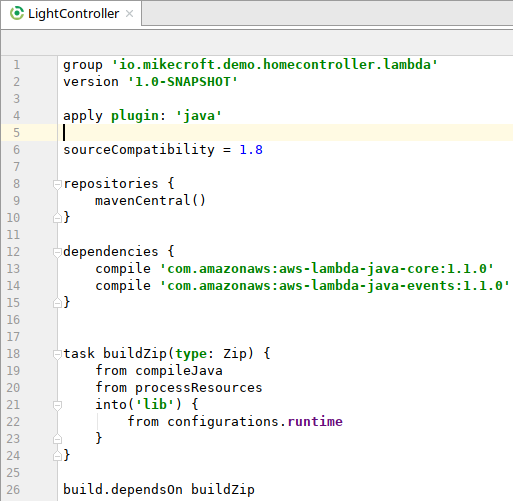 LightController
1 group 'io.mikecroft.demo.homecontroller.lambda'
2 version '1.0-SNAPSHOT'
3
4 apply plugin: 'java'
5
6 sourceCompatibility = 1.8
7
8 repositories {
9     mavenCentral()
10 }
11
12 dependencies {
13     compile 'com.amazonaws:aws-lambda-java-core:1.1.0'
14     compile 'com.amazonaws:aws-lambda-java-events:1.1.0'
15 }
16
17
18 task buildZip(type: Zip) {
19     from compileJava
20     from processResources
21     into('lib') {
22         from configurations.runtime
23     }
24 }
25
26 build.dependsOn buildZip